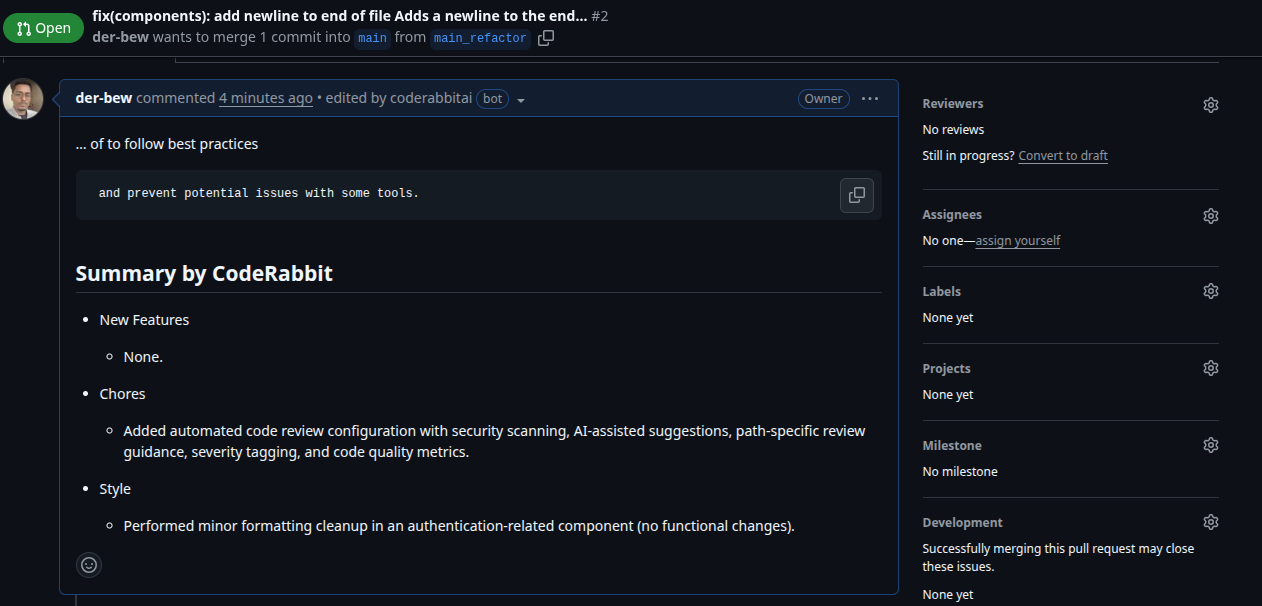 Open
fix(components): add newline to end of file Adds a newline to the end... #2
der-bew wants to merge 1 commit into main from main_refactor
der-bew commented 4 minutes ago • edited by coderabbitai bot
Owner
... of to follow best practices
and prevent potential issues with some tools.
Summary by CodeRabbit
New Features
None.
Chores
Added automated code review configuration with security scanning, AI-assisted suggestions, path-specific review
guidance, severity tagging, and code quality metrics.
Style
Performed minor formatting cleanup in an authentication-related component (no functional changes).
Reviewers
No reviews
Still in progress? Convert to draft
Assignees
No one—assign yourself
Labels
None yet
Projects
None yet
Milestone
No milestone
Development
Successfully merging this pull request may close
these issues.
None yet